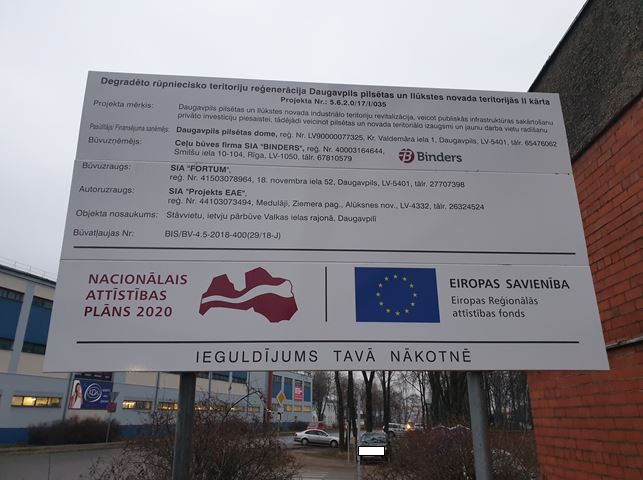 Degradēto rūpniecisko teritoriju reģenerācija Daugavpils pilsētas un Ilūkstes novada teritorijās II kārta
Projekta Nr.: 5.6.2.0/17/I/035
Projekta mērķis: Daugavpils pilsētas un Ilūkstes novada industriālo teritoriju revitalizācija, veicot publiskās infrastruktūras sakārtošanu
privāto investīciju piesaistei, tādējādi veicinot pilsētas un novada teritoriālo izaugsmi un jaunu darba vietu radīšanu
Pasūtītājs/ Finansējuma saņēmējs: Daugavpils pilsētas dome, reģ. Nr. LV90000077325, Kr. Valdemāra iela 1, Daugavpils, LV-5401, tālr. 65476062
Būvuzņēmējs: Ceļu būves firma SIA "BINDERS", reģ. Nr. 40003164644,
Smilšu iela 10-104, Rīga, LV-1050, tālr. 67810579
Binders
Būvuzraugs: SIA "FORTUM",
reģ. Nr. 41503078964, 18. novembra iela 52, Daugavpils, LV-5401, tālr. 27707398
Autoruzraugs: SIA "Projekts EAE",
reģ. Nr. 44103073494, Medulāji, Ziemera pag., Alūksnes nov., LV-4332, tālr. 26324524
Objekta nosaukums: Stāvvietu, ietvju pārbūve Valkas ielas rajonā, Daugavpilī
Būvatļaujas Nr: BIS/BV-4.5-2018-400(29/18-J)
NACIONĀLAIS
ATTĪSTĪBAS
PLĀNS 2020
EIROPAS SAVIENĪBA
Eiropas Reģionālās
attīstības fonds
IEGULDĪJUMS TAVĀ NĀKOTNĒ